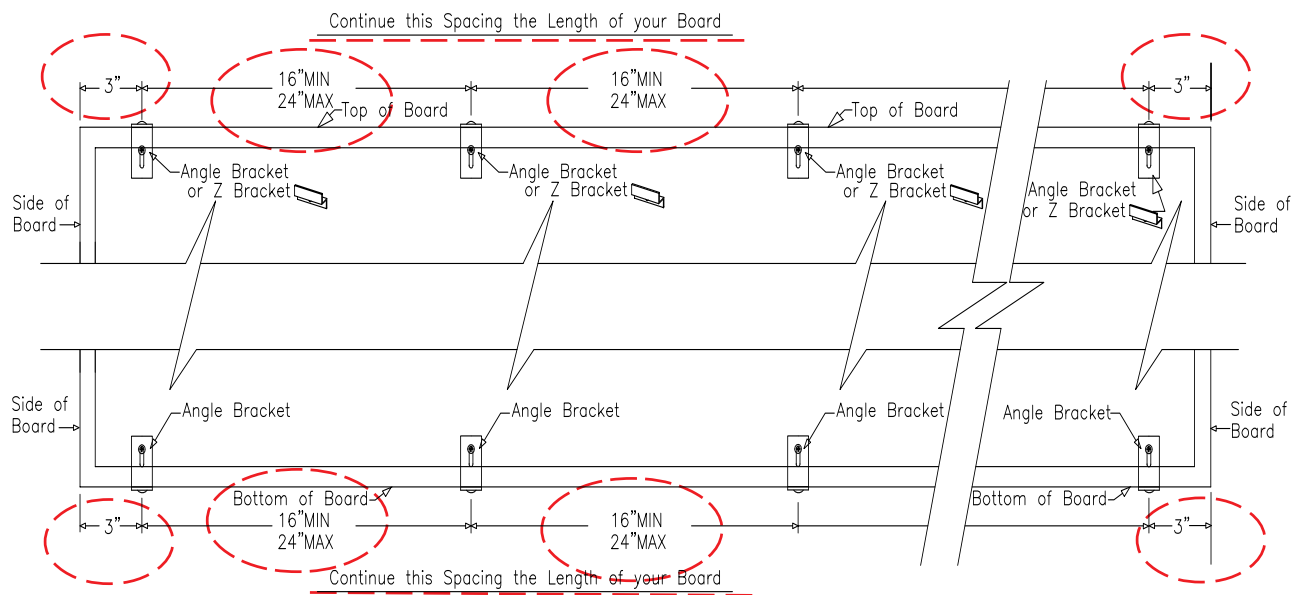 Continue this Spacing the Length of your Board
3"
16"MIN
24"MAX
16"MIN
24"MAX
3"
Top of Board
Top of Board
Angle Bracket
or Z Bracket
Angle Bracket
or Z Bracket
Angle Bracket
or Z Bracket
Angle Bracket
or Z Bracket
Side of
Board
Side of
Board
Side of
Board
Angle Bracket
Angle Bracket
Angle Bracket
Angle Bracket
Side of
Board
Bottom of Board
Bottom of Board
3"
16"MIN
24"MAX
16"MIN
24"MAX
3"
Continue this Spacing the Length of your Board